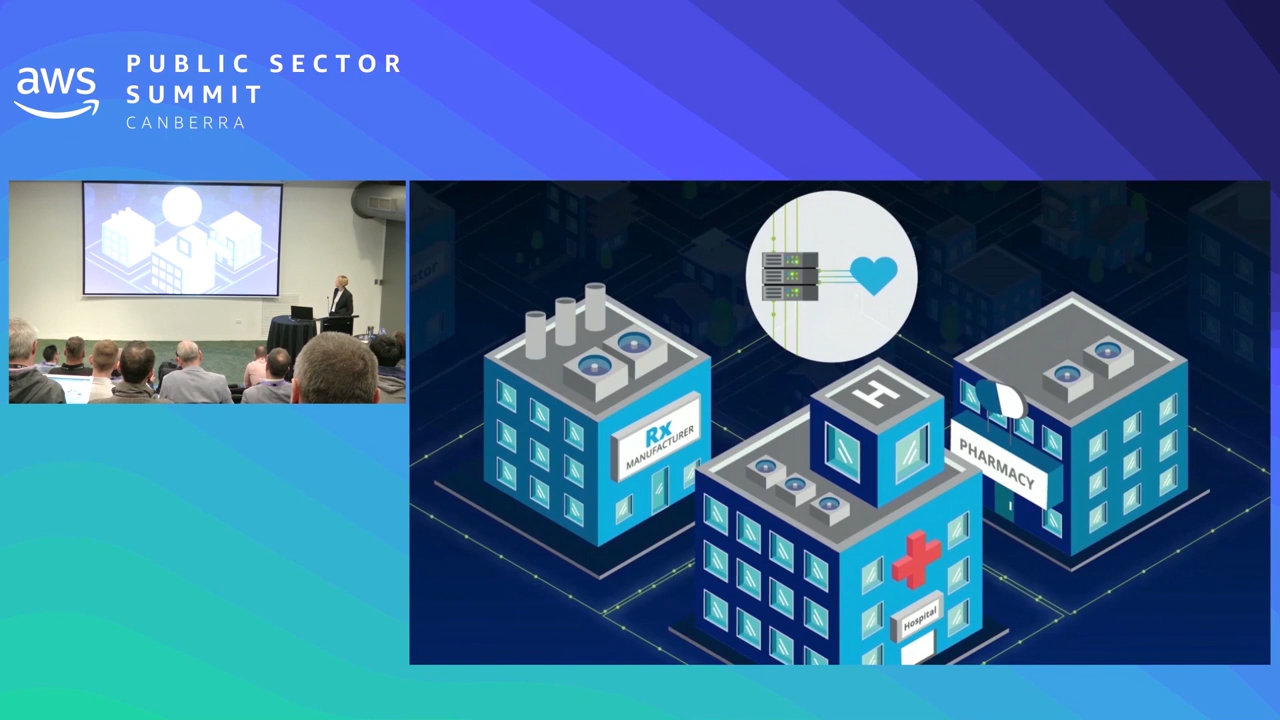 aws
PUBLIC SECTOR
SUMMIT
CANBERRA
H
Rx
MANUFACTURER
PHARMACY
Hospital